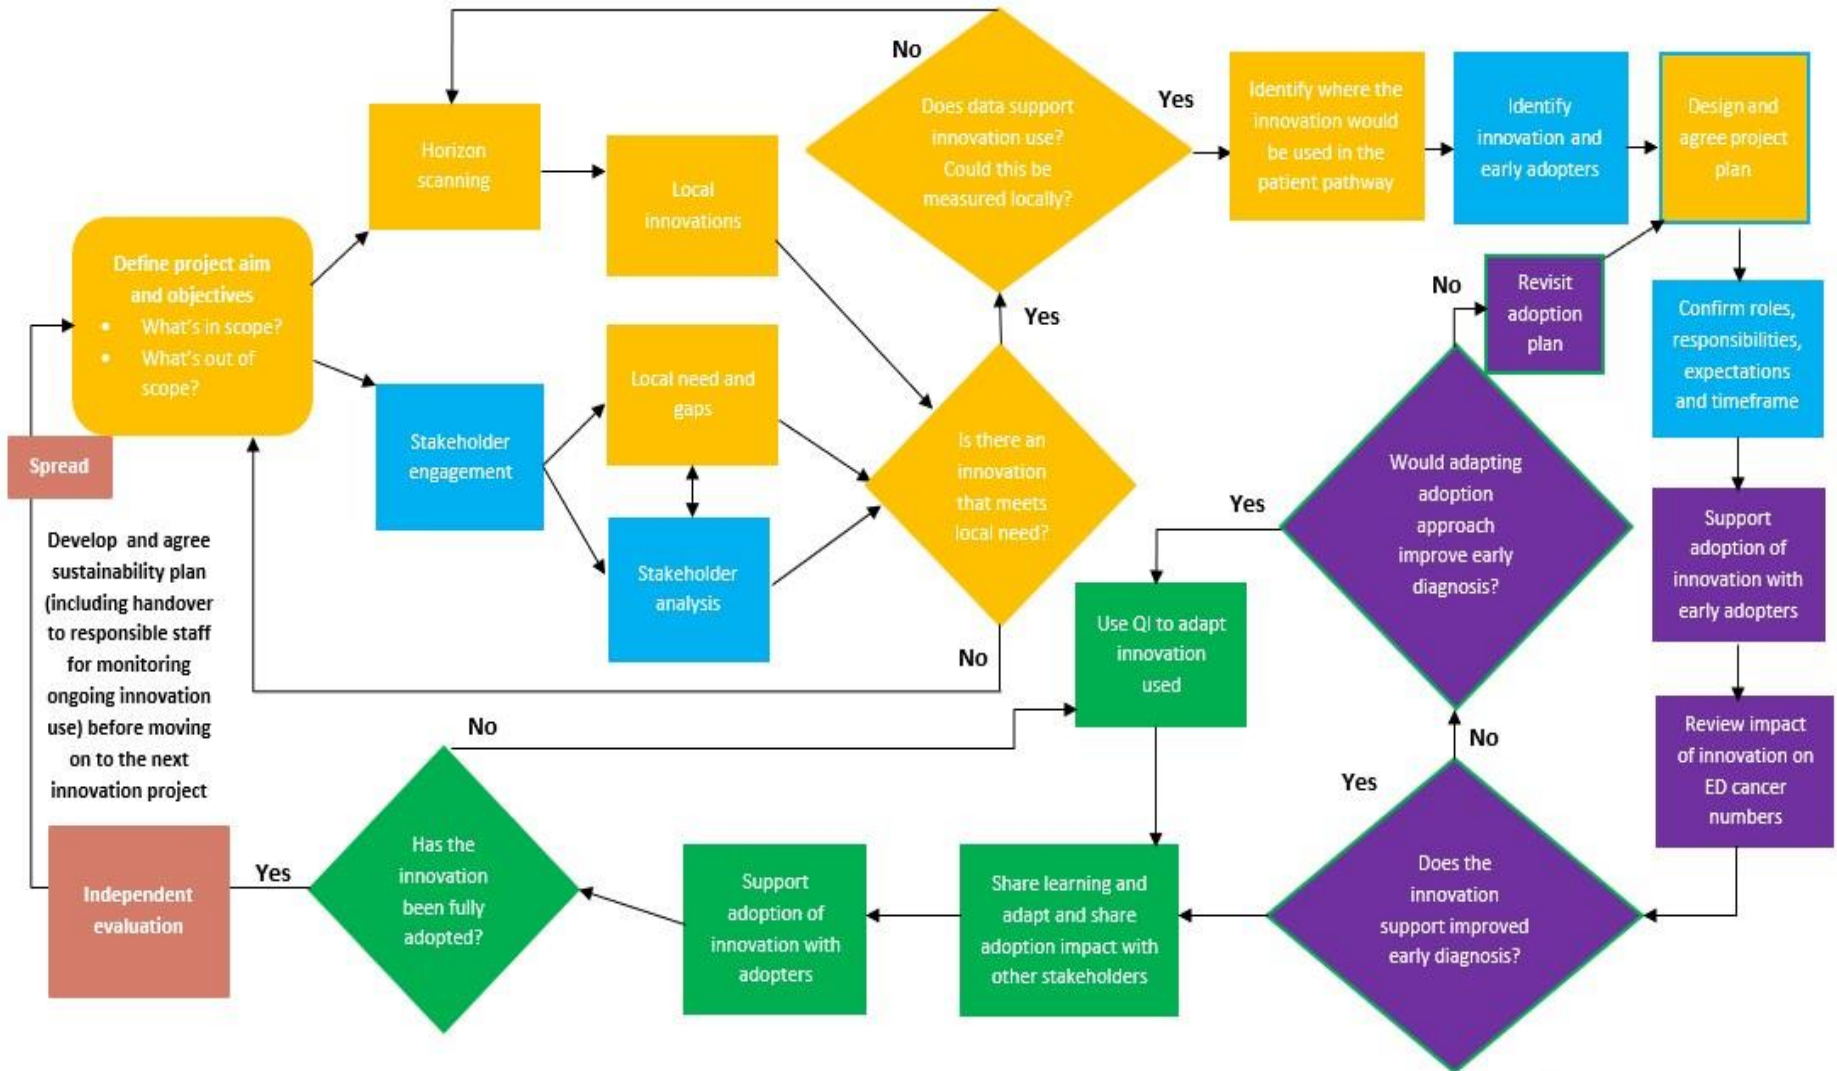 No
Does data support
innovation use?
Could this be
measured locally?
Yes
Identify where the
innovation would
be used in the
patient pathway
Identify
innovation and
early adopters
Design and
agree project
plan
Horizon
scanning
Local
innovations
Define project aim
and objectives
• What's in scope?
• What's out of
scope?
Yes
No
Revisit
adoption
plan
Confirm roles,
responsibilities,
expectations
and timeframe
Local need and
gaps
Stakeholder
engagement
Is there an
innovation
that meets
local need?
Spread
Would adapting
adoption
approach
improve early
diagnosis?
Yes
Support
adoption of
innovation with
early adopters
Develop and agree
sustainability plan
(including handover
to responsible staff
for monitoring
ongoing innovation
use) before moving
on to the next
innovation project
Stakeholder
analysis
No
Use QI to adapt
innovation
used
No
No
Review impact
of innovation on
ED cancer
numbers
Yes
Has the
innovation
been fully
adopted?
Yes
Independent
evaluation
Support
adoption of
innovation with
adopters
Share learning and
adapt and share
adoption impact with
other stakeholders
Does the
innovation
support improved
early diagnosis?